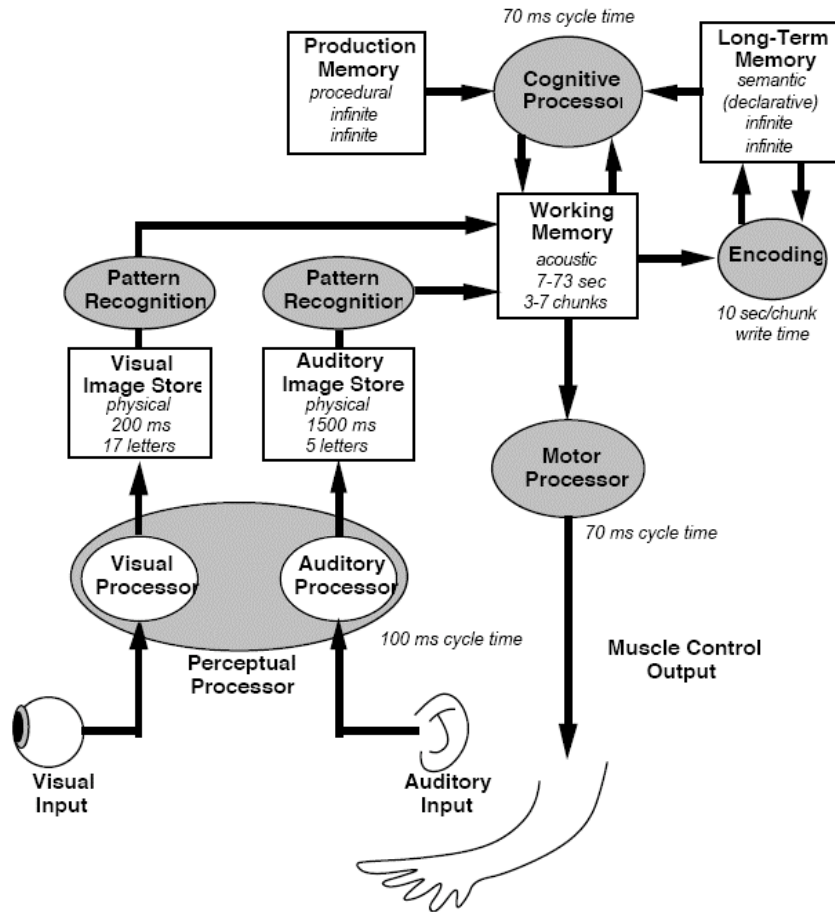 70 ms cycle time
Production
Memory
procedural
infinite
infinite
Cognitive
Processor
Long-Term
Memory
semantic
(declarative)
infinite
infinite
Working
Memory
acoustic
7-73 sec
3-7 chunks
Encoding
10 sec/chunk
write time
Pattern
Recognition
Pattern
Recognition
Visual
Image Store
physical
200 ms
17 letters
Auditory
Image Store
physical
1500 ms
5 letters
Motor
Processor
70 ms cycle time
Visual
Processor
Auditory
Processor
100 ms cycle time
Perceptual
Processor
Muscle Control
Output
Visual
Input
Auditory
Input